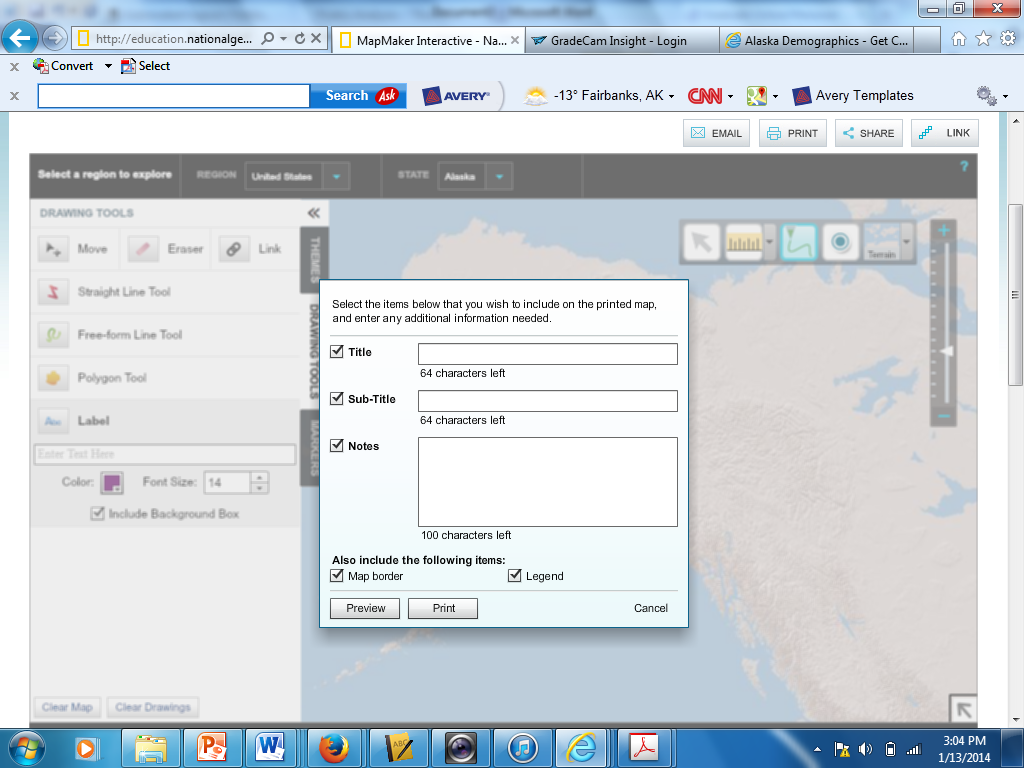 Document1 - Microsoft Word
http://education.nationalge...
MapMaker Interactive - Na...
GradeCam Insight - Login
Alaska Demographics - Get C...
x Convert Select
x Search Ask AVERY -13° Fairbanks, AK CNN Avery Templates
EMAIL PRINT SHARE LINK
Select a region to explore REGION United States STATE Alaska ?
DRAWING TOOLS
Move Eraser Link
Straight Line Tool
Free-form Line Tool
Polygon Tool
Abc Label
Enter Text Here
Color: Font Size: 14
Include Background Box
Clear Map Clear Drawings
THEMES
DRAWING TOOLS
MARKERS
Terrain
Select the items below that you wish to include on the printed map,
and enter any additional information needed.
Title
64 characters left
Sub-Title
64 characters left
Notes
100 characters left
Also include the following items:
Map border Legend
Preview Print Cancel
3:04 PM
1/13/2014